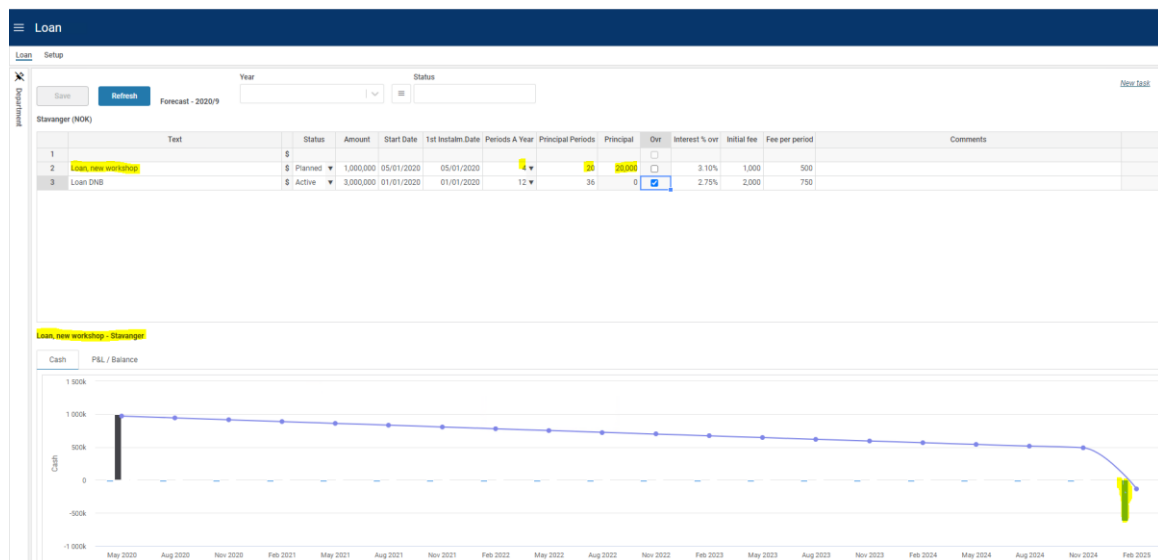 Loan
Loan Setup
Year Status
New task
Save Refresh Forecast - 2020/9
Department
Stavanger (NOK)
Text Status Amount Start Date 1st Instalm.Date Periods A Year Principal Periods Principal Ovr Interest % ovr Initial fee Fee per period Comments
1 $
2 Loan, new workshop $ Planned 1,000,000 05/01/2020 05/01/2020 4 20 20,000 3.10% 1,000 500
3 Loan DNB $ Active 3,000,000 01/01/2020 01/01/2020 12 36 0 2.75% 2,000 750
Loan, new workshop - Stavanger
Cash P&L / Balance
1 500k
1 000k
500k
0
-500k
-1 000k
Cash
May 2020 Aug 2020 Nov 2020 Feb 2021 May 2021 Aug 2021 Nov 2021 Feb 2022 May 2022 Aug 2022 Nov 2022 Feb 2023 May 2023 Aug 2023 Nov 2023 Feb 2024 May 2024 Aug 2024 Nov 2024 Feb 2025